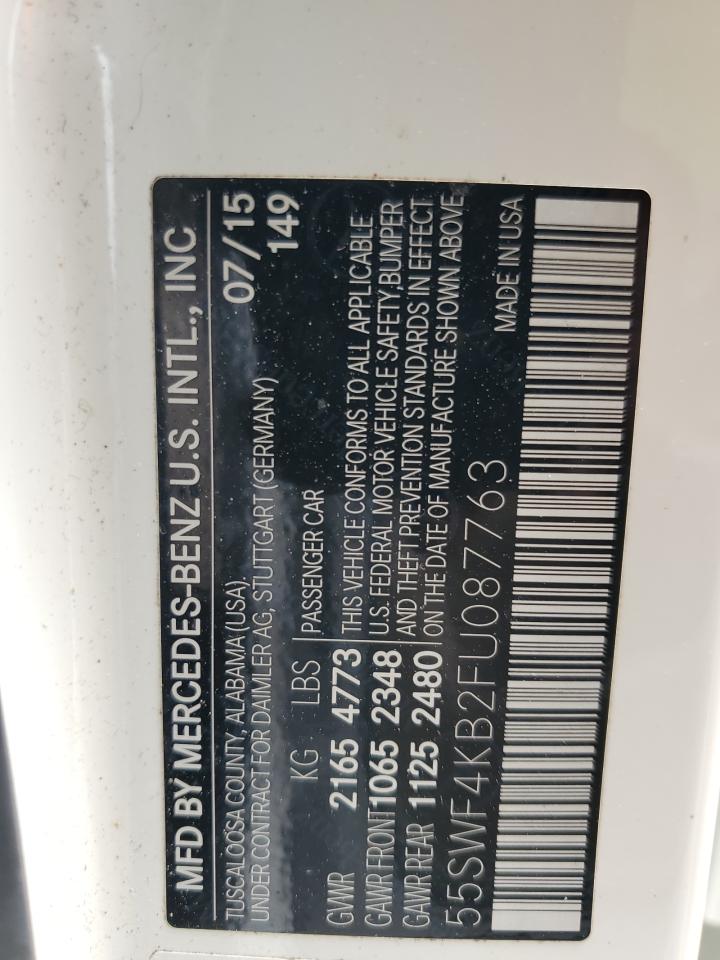 MFD BY MERCEDES-BENZ U.S. INTL., INC
TUSCALOOSA COUNTY, ALABAMA (USA) 07/15
UNDER CONTRACT FOR DAIMLER AG, STUTTGART (GERMANY) 149
KG LBS PASSENGER CAR
GVWR 2165 4773 THIS VEHICLE CONFORMS TO ALL APPLICABLE
GAWR FRONT 1065 2348 U.S. FEDERAL MOTOR VEHICLE SAFETY, BUMPER
GAWR REAR 1125 2480 AND THEFT PREVENTION STANDARDS IN EFFECT
ON THE DATE OF MANUFACTURE SHOWN ABOVE
55SWF4KB2FU087763 MADE IN USA